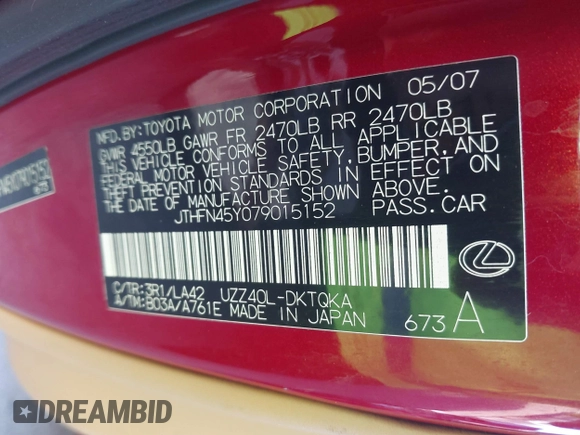 05/07
MFD.BY:TOYOTA MOTOR CORPORATION
GVWR 4550LB GAWR FR 2470LB RR 2470LB
THIS VEHICLE CONFORMS TO ALL APPLICABLE
FEDERAL MOTOR VEHICLE SAFETY,BUMPER,AND
THEFT PREVENTION STANDARDS IN EFFECT ON
THE DATE OF MANUFACTURE SHOWN ABOVE.
JTHFN45Y079015152 PASS.CAR
C/TR:3R1/LA42 UZZ40L-DKTQKA
A/TM:B03A/A761E MADE IN JAPAN
673 A
673
DREAMBID